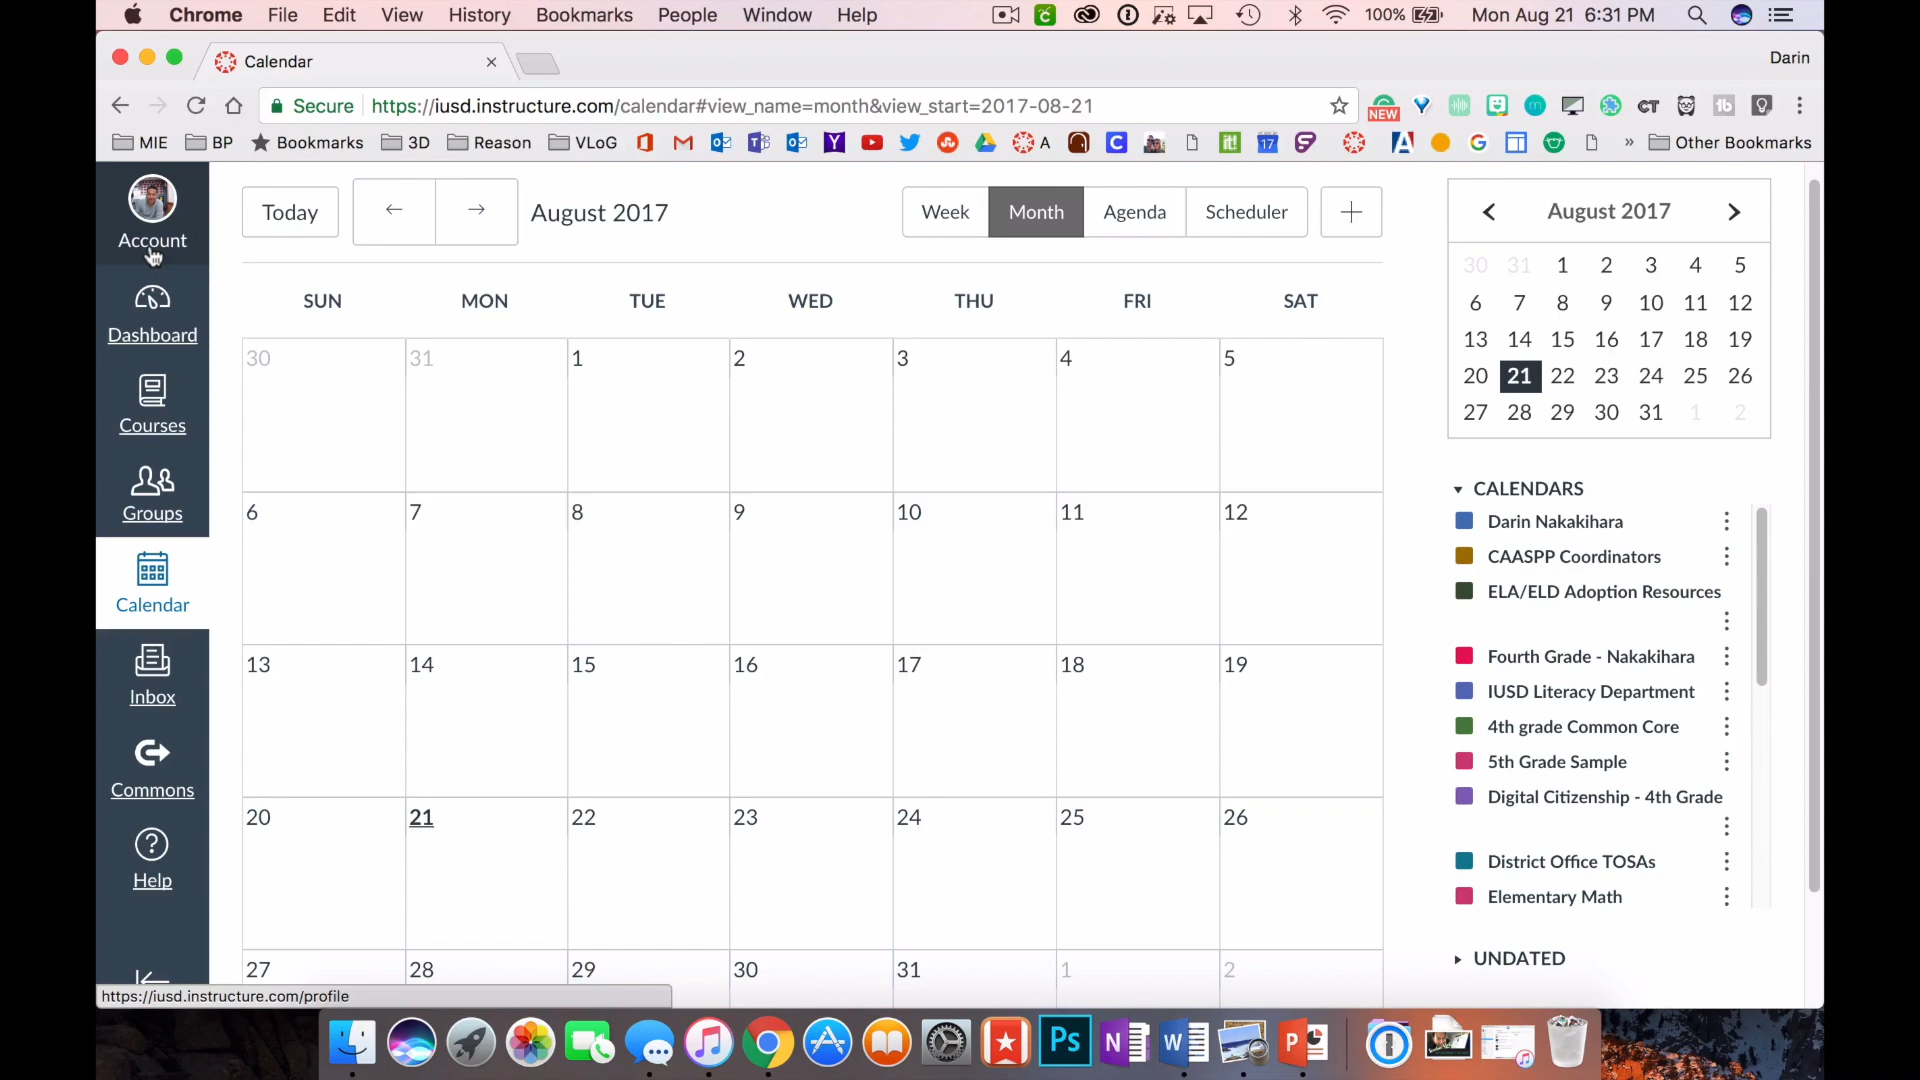 Chrome File Edit View History Bookmarks People Window Help 100% Mon Aug 21 6:31 PM
Calendar Darin
Secure https://iusd.instructure.com/calendar#view_name=month&view_start=2017-08-21 NEW CT
MIE BP Bookmarks 3D Reason VLoG A 17 » Other Bookmarks
Account
Dashboard
Courses
Groups
Calendar
Inbox
Commons
Help
Today ← → August 2017 Week Month Agenda Scheduler +
SUN MON TUE WED THU FRI SAT
30 31 1 2 3 4 5
6 7 8 9 10 11 12
13 14 15 16 17 18 19
20 21 22 23 24 25 26
27 28 29 30 31 1 2
August 2017
30 31 1 2 3 4 5
6 7 8 9 10 11 12
13 14 15 16 17 18 19
20 21 22 23 24 25 26
27 28 29 30 31 1 2
CALENDARS
Darin Nakakihara
CAASPP Coordinators
ELA/ELD Adoption Resources
Fourth Grade - Nakakihara
IUSD Literacy Department
4th grade Common Core
5th Grade Sample
Digital Citizenship - 4th Grade
District Office TOSAs
Elementary Math
UNDATED
https://iusd.instructure.com/profile
Ps N W P